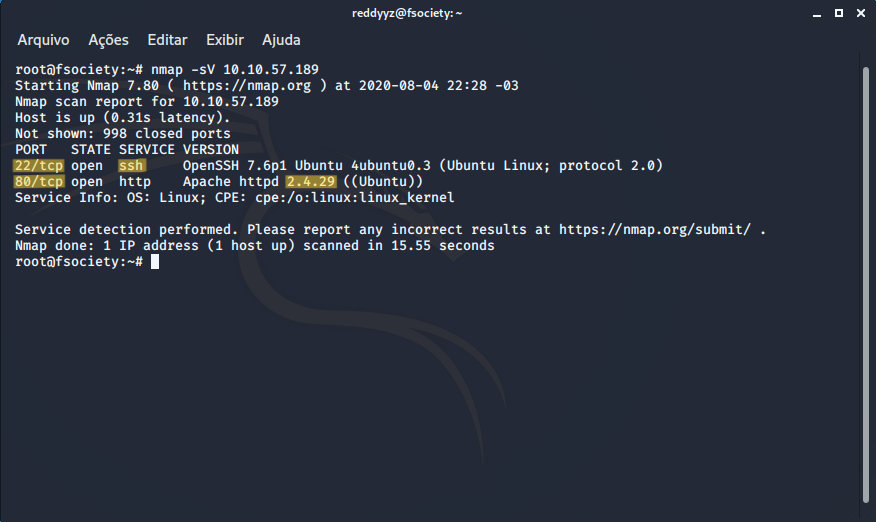 reddyyz@fsociety: ~
Arquivo Ações Editar Exibir Ajuda
root@fsociety:~# nmap -sV 10.10.57.189
Starting Nmap 7.80 ( https://nmap.org ) at 2020-08-04 22:28 -03
Nmap scan report for 10.10.57.189
Host is up (0.31s latency).
Not shown: 998 closed ports
PORT   STATE SERVICE VERSION
22/tcp open  ssh     OpenSSH 7.6p1 Ubuntu 4ubuntu0.3 (Ubuntu Linux; protocol 2.0)
80/tcp open  http    Apache httpd 2.4.29 ((Ubuntu))
Service Info: OS: Linux; CPE: cpe:/o:linux:linux_kernel
Service detection performed. Please report any incorrect results at https://nmap.org/submit/ .
Nmap done: 1 IP address (1 host up) scanned in 15.55 seconds
root@fsociety:~#